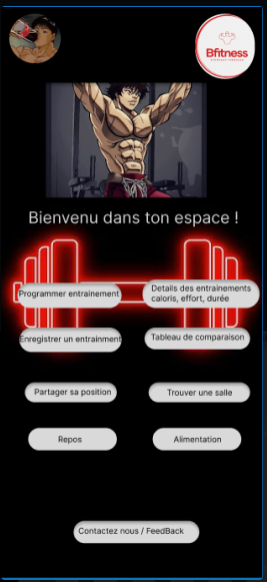 Bfitness
Bienvenu dans ton espace !
Programmer entrainement
Details des entrainements
caloris, effort, durée
Enregistrer un entrainment
Tableau de comparaison
Partager sa position
Trouver une salle
Repos
Alimentation
Contactez nous / FeedBack